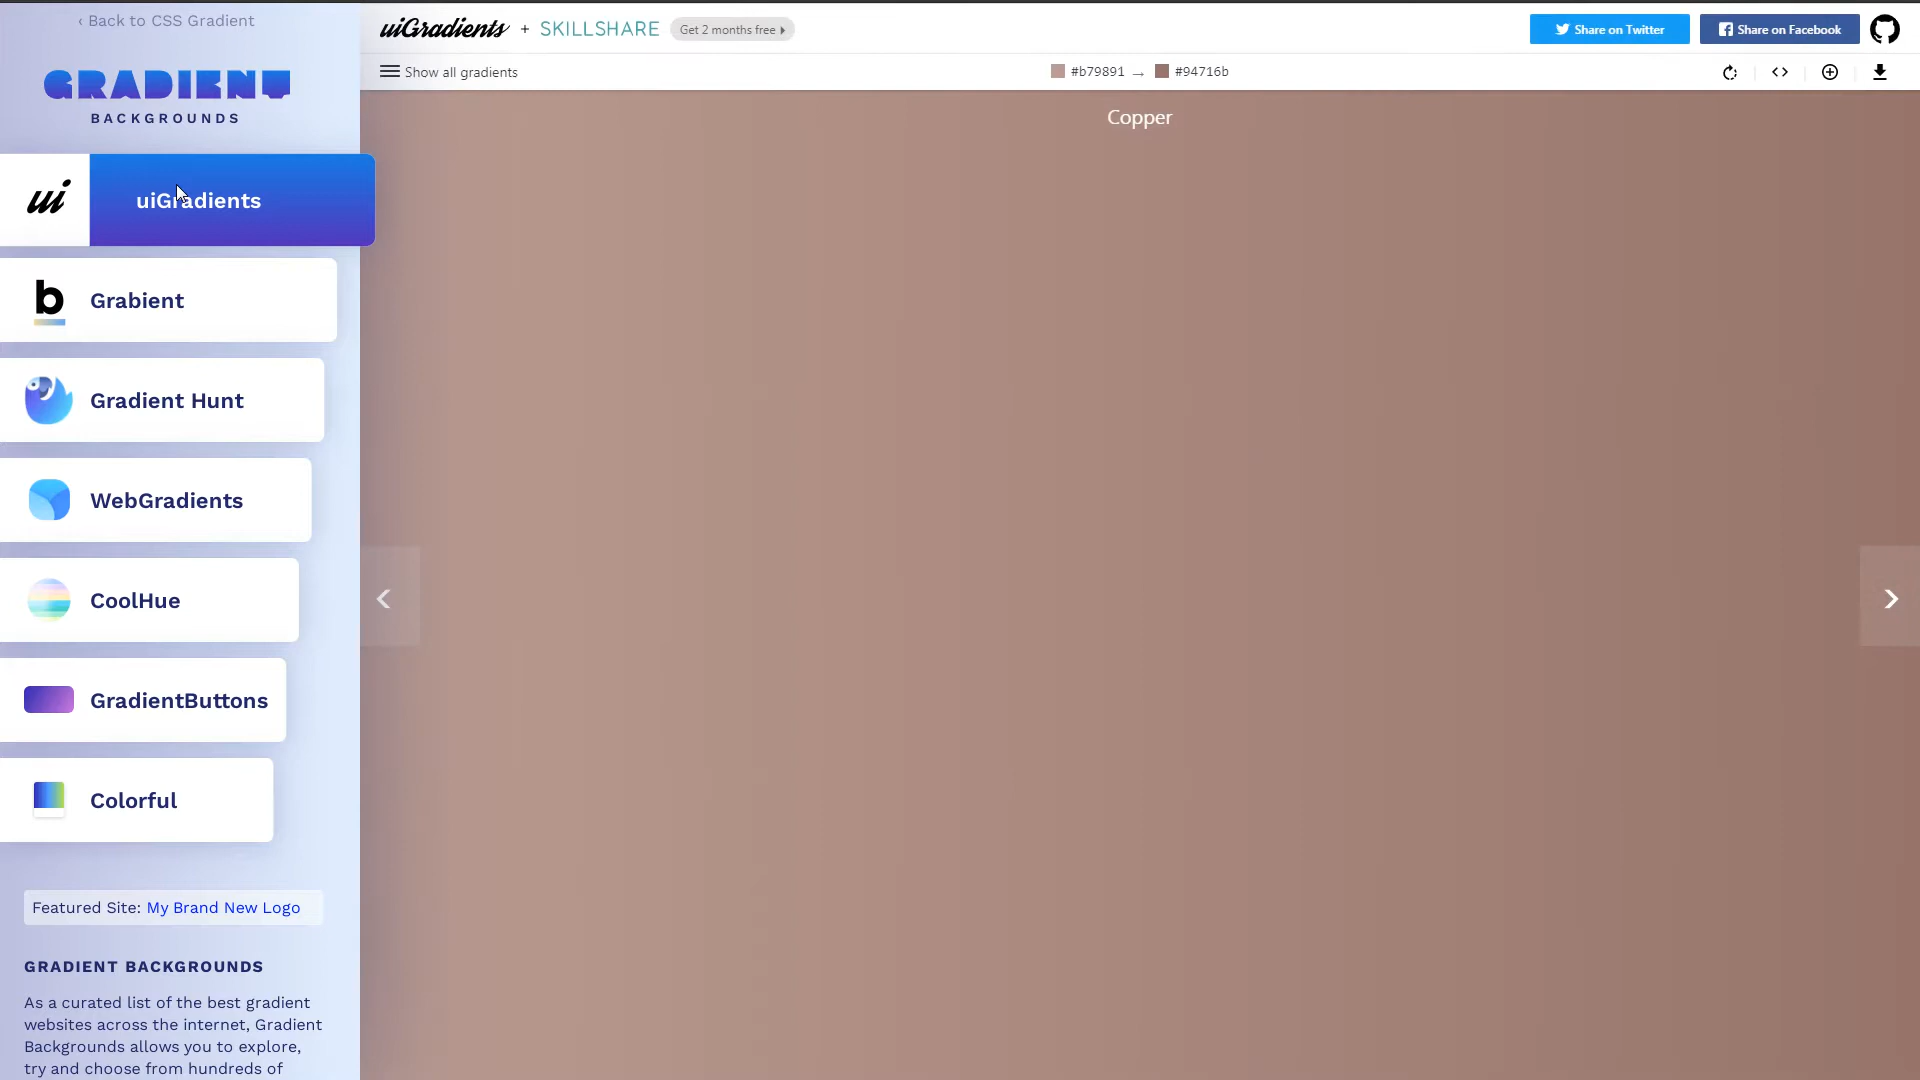 ‹ Back to CSS Gradient
GRADIENT
BACKGROUNDS
ui
uiGradients
b
Grabient
Gradient Hunt
WebGradients
CoolHue
GradientButtons
Colorful
Featured Site: My Brand New Logo
GRADIENT BACKGROUNDS
As a curated list of the best gradient
websites across the internet, Gradient
Backgrounds allows you to explore,
try and choose from hundreds of
uiGradients + SKILLSHARE Get 2 months free
Share on Twitter
Share on Facebook
Show all gradients
#b79891 → #94716b
Copper